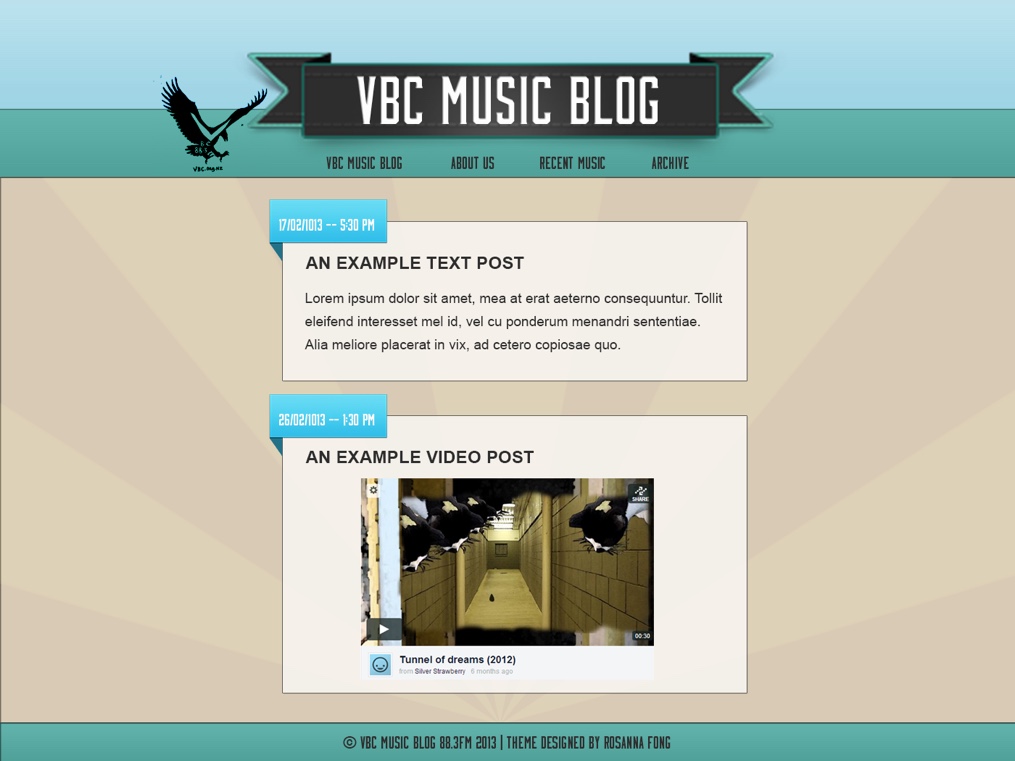 VBC MUSIC BLOG
VBC MUSIC BLOG ABOUT US RECENT MUSIC ARCHIVE
17/02/1013 -- 5:30 PM
AN EXAMPLE TEXT POST
Lorem ipsum dolor sit amet, mea at erat aeterno consequuntur. Tollit
eleifend interesset mel id, vel cu ponderum menandri sententiae.
Alia meliore placerat in vix, ad cetero copiosae quo.
26/02/1013 -- 1:30 PM
AN EXAMPLE VIDEO POST
SHARE
00:30
Tunnel of dreams (2012)
from Silver Strawberry 6 months ago
© VBC MUSIC BLOG 88.3FM 2013 | THEME DESIGNED BY ROSANNA FONG